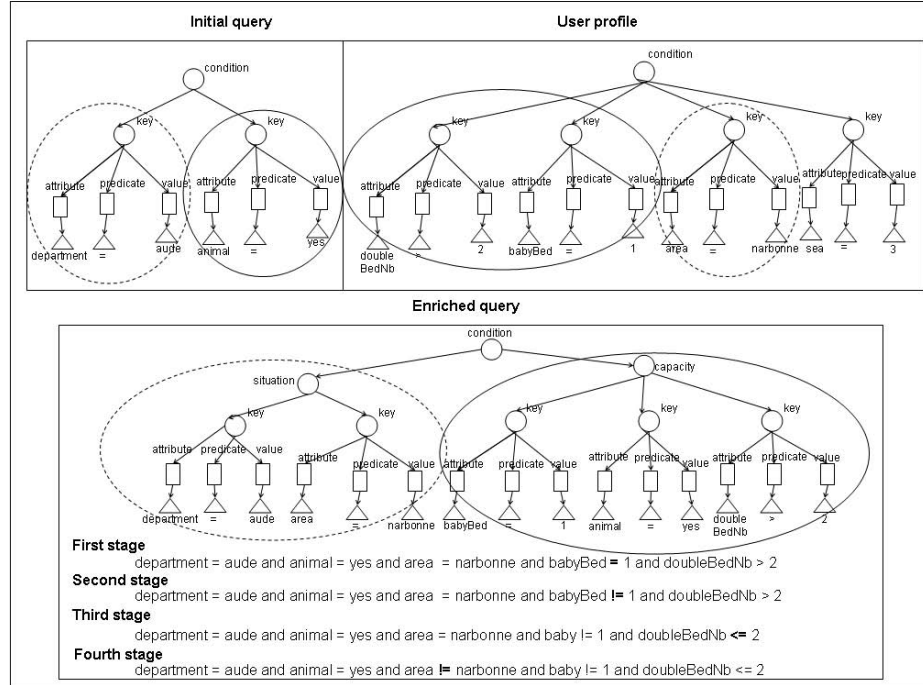 Initial query
User profile
condition
condition
key
key
key
key
key
key
attribute
predicate
value
attribute
predicate
value
attribute
predicate
value
attribute
predicate
value
attribute
predicate
value
attribute
predicate
value
department
=
aude
animal
=
yes
double
BedNb
>
2
babyBed
=
1
area
=
narbonne
sea
=
3
Enriched query
condition
situation
capacity
key
key
key
key
key
attribute
predicate
value
attribute
predicate
value
attribute
predicate
value
attribute
predicate
value
attribute
predicate
value
department
=
aude
area
=
narbonne
babyBed
=
1
animal
=
yes
double
BedNb
>
2
First stage
department = aude and animal = yes and area = narbonne and babyBed = 1 and doubleBedNb > 2
Second stage
department = aude and animal = yes and area = narbonne and babyBed != 1 and doubleBedNb > 2
Third stage
department = aude and animal = yes and area = narbonne and baby != 1 and doubleBedNb <= 2
Fourth stage
department = aude and animal = yes and area != narbonne and baby != 1 and doubleBedNb <= 2